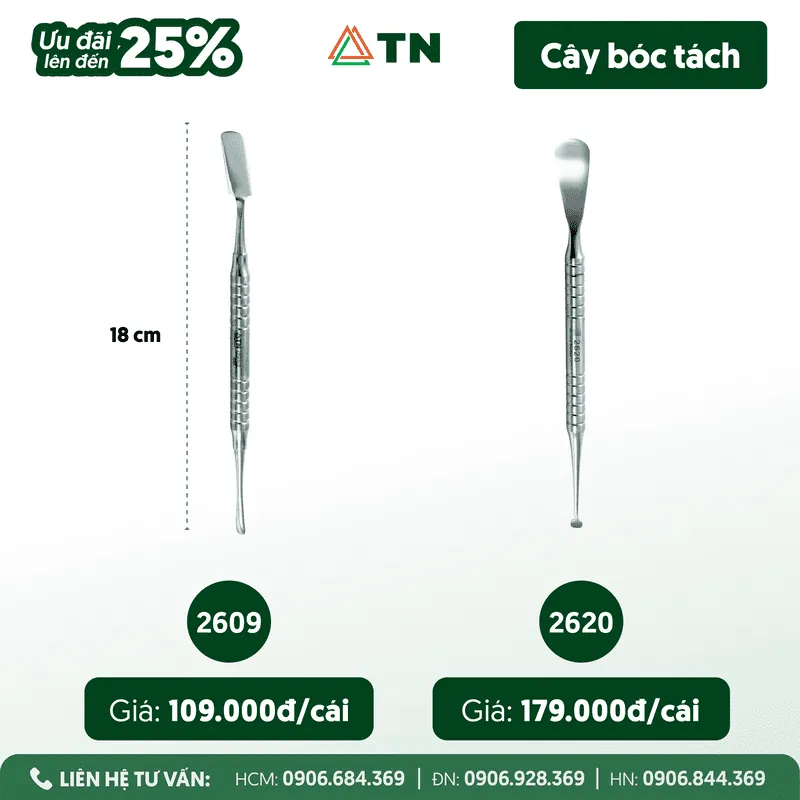 Ưu đãi
lên đến
25%
TN
Cây bóc tách
18 cm
2620
2609
2620
Giá: 109.000đ/cái
Giá: 179.000đ/cái
LIÊN HỆ TƯ VẤN: HCM: 0906.684.369 | ĐN: 0906.928.369 | HN: 0906.844.369